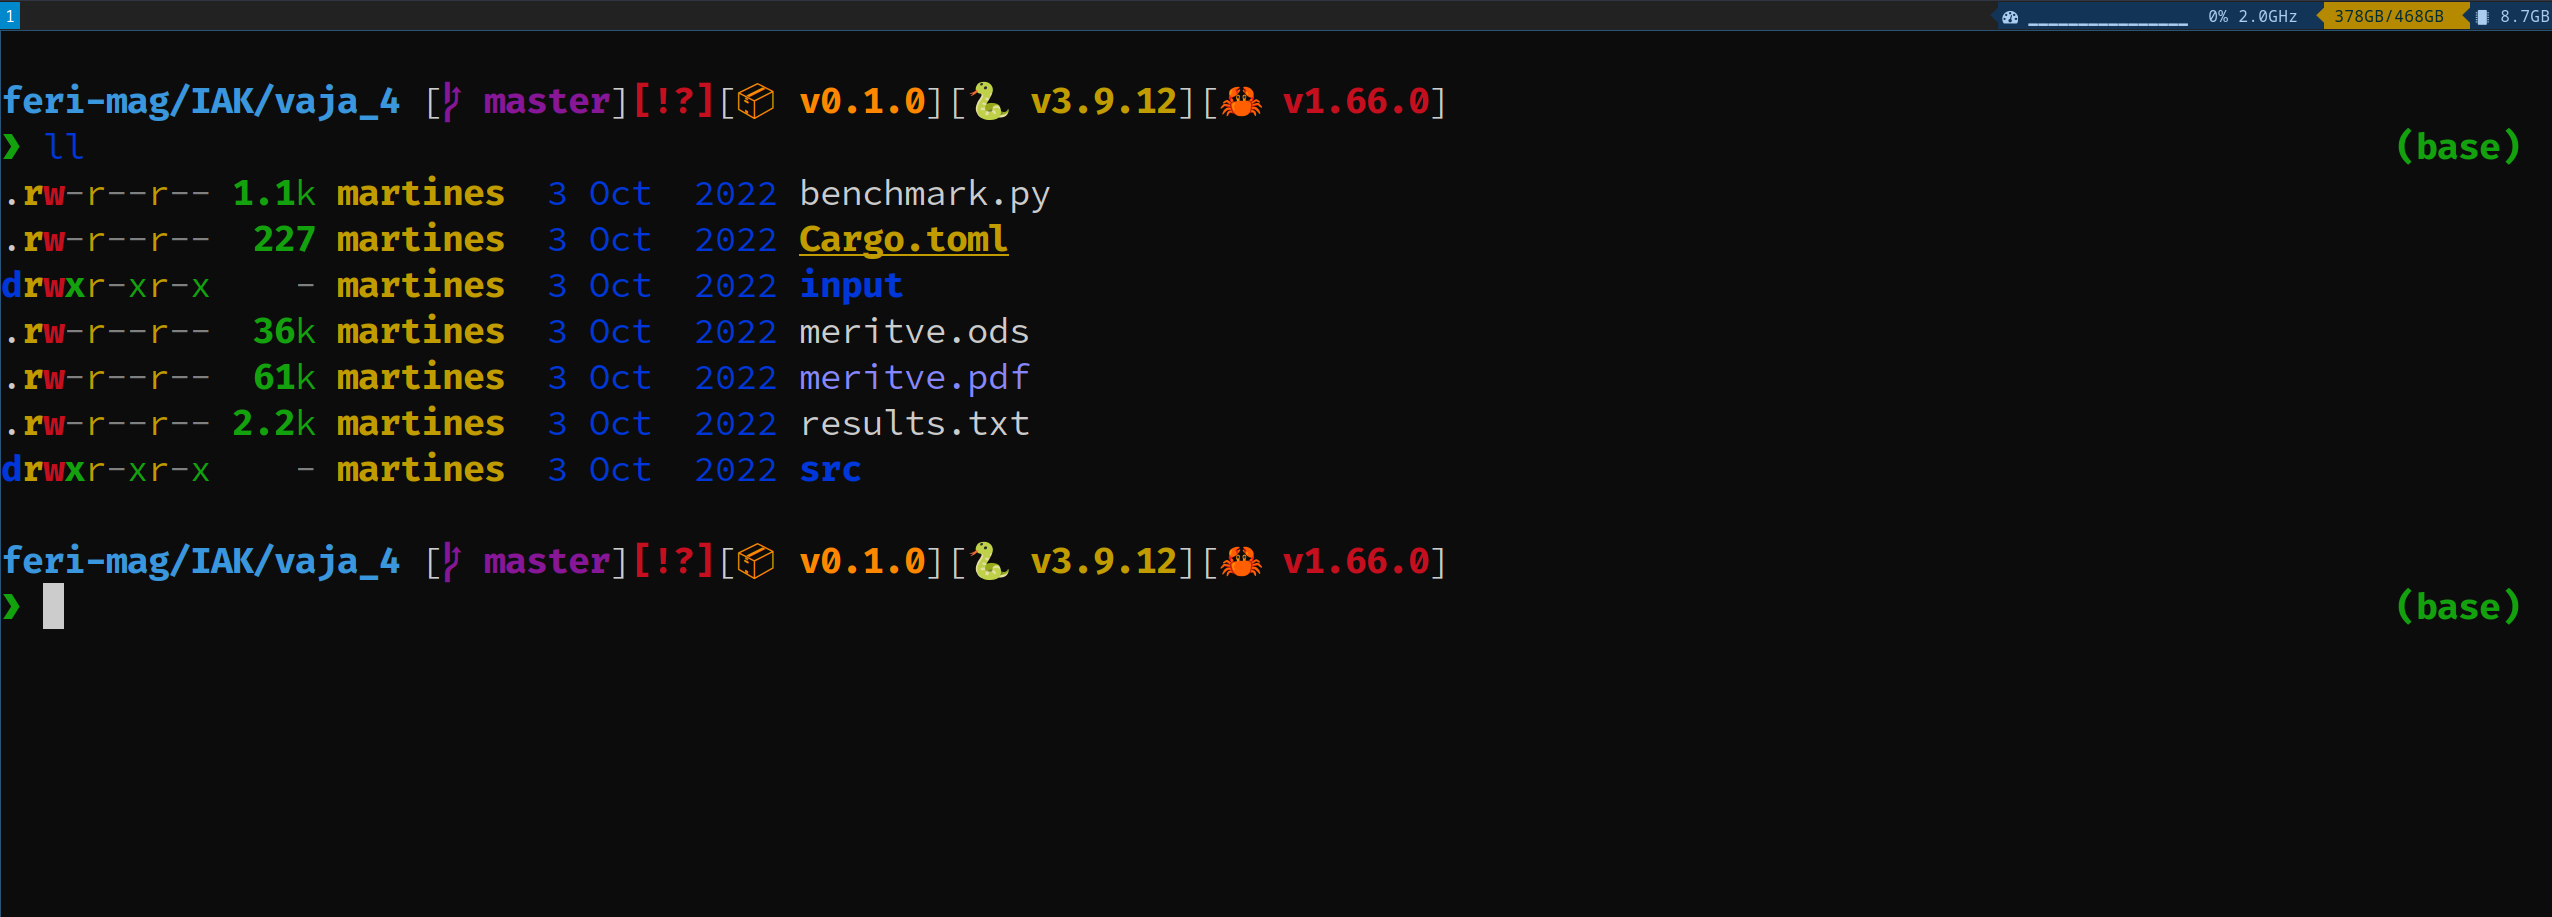 1 0% 2.0GHz 378GB/468GB 8.7GB
feri-mag/IAK/vaja_4 [ master][!?][📦 v0.1.0][🐍 v3.9.12][🦀 v1.66.0]
❯ ll (base)
.rw-r--r-- 1.1k martines 3 Oct 2022 benchmark.py
.rw-r--r-- 227 martines 3 Oct 2022 Cargo.toml
drwxr-xr-x - martines 3 Oct 2022 input
.rw-r--r-- 36k martines 3 Oct 2022 meritve.ods
.rw-r--r-- 61k martines 3 Oct 2022 meritve.pdf
.rw-r--r-- 2.2k martines 3 Oct 2022 results.txt
drwxr-xr-x - martines 3 Oct 2022 src
feri-mag/IAK/vaja_4 [ master][!?][📦 v0.1.0][🐍 v3.9.12][🦀 v1.66.0]
❯ (base)